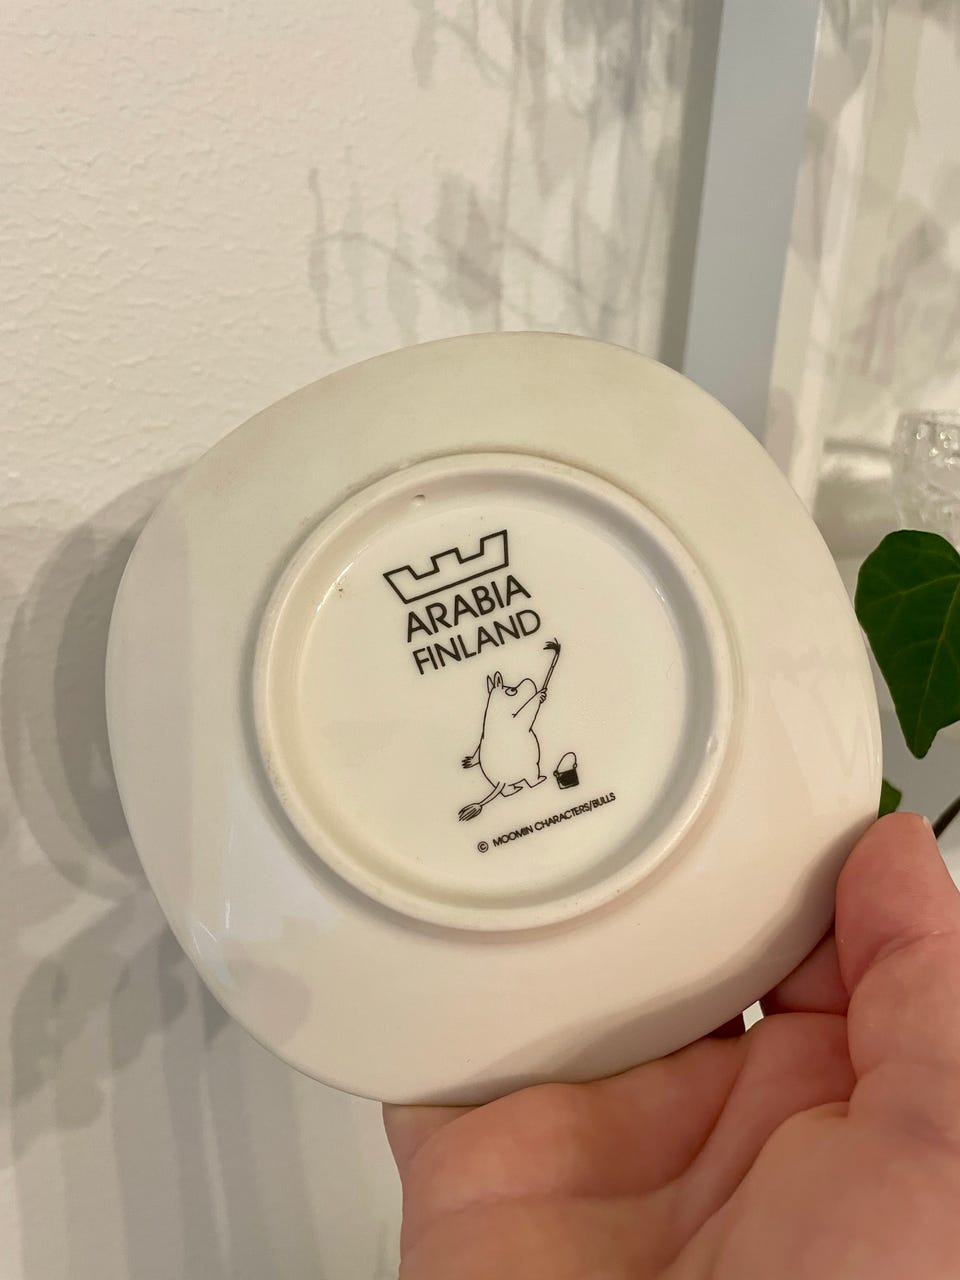 ARABIA
FINLAND
© MOOMIN CHARACTERS/BULLS